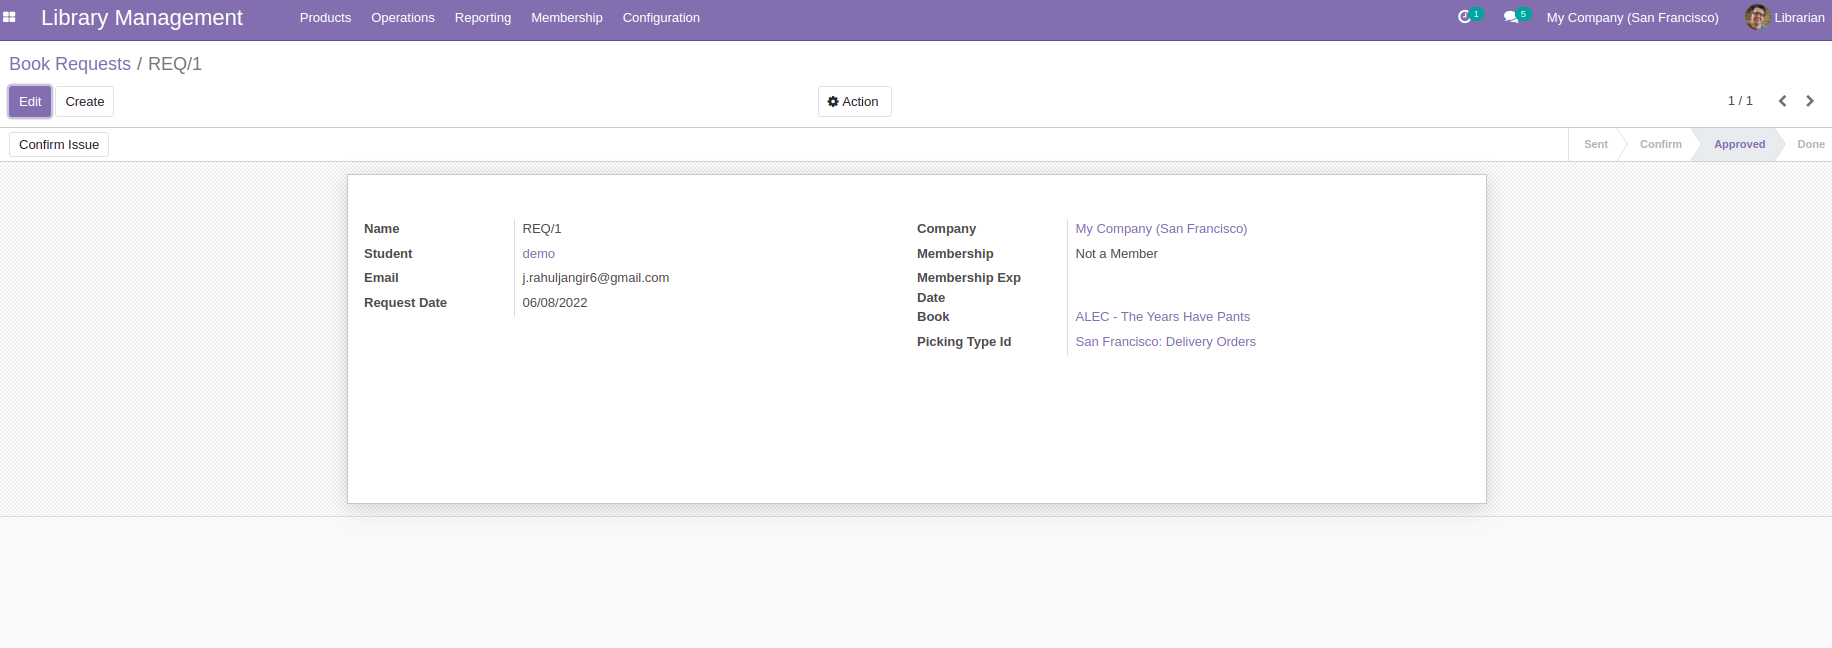 Library Management Products Operations Reporting Membership Configuration 1 5 My Company (San Francisco) Librarian
Book Requests / REQ/1
Edit Create Action 1 / 1
Confirm Issue Sent Confirm Approved Done
Name REQ/1
Student demo
Email j.rahuljangir6@gmail.com
Request Date 06/08/2022
Company My Company (San Francisco)
Membership Not a Member
Membership Exp
Date
Book ALEC - The Years Have Pants
Picking Type Id San Francisco: Delivery Orders